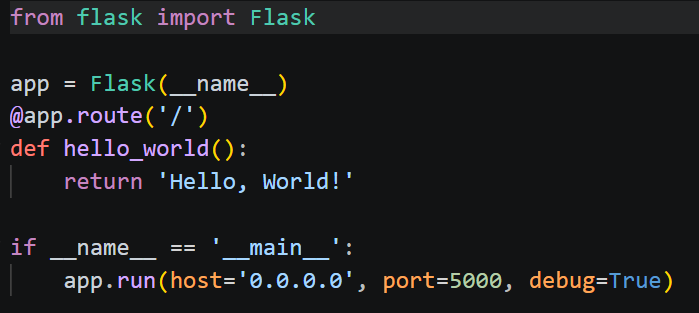 from flask import Flask
app = Flask(__name__)
@app.route('/')
def hello_world():
    return 'Hello, World!'
if __name__ == '__main__':
    app.run(host='0.0.0.0', port=5000, debug=True)